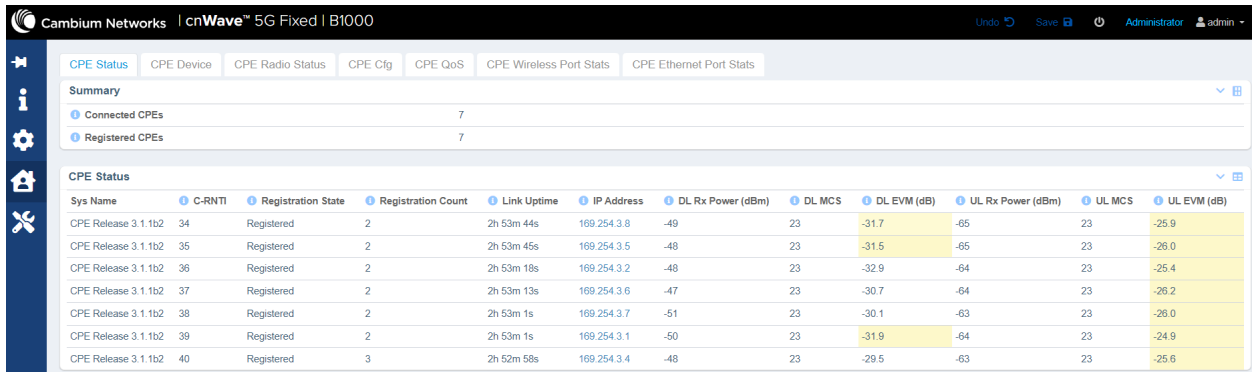 Cambium Networks | cnWave™ 5G Fixed | B1000 Undo Save Administrator admin
CPE Status CPE Device CPE Radio Status CPE Cfg CPE QoS CPE Wireless Port Stats CPE Ethernet Port Stats
Summary
Connected CPEs 7
Registered CPEs 7
CPE Status
Sys Name C-RNTI Registration State Registration Count Link Uptime IP Address DL Rx Power (dBm) DL MCS DL EVM (dB) UL Rx Power (dBm) UL MCS UL EVM (dB)
CPE Release 3.1.1b2 34 Registered 2 2h 53m 44s 169.254.3.8 -49 23 -31.7 -65 23 -25.9
CPE Release 3.1.1b2 35 Registered 2 2h 53m 45s 169.254.3.5 -48 23 -31.5 -65 23 -26.0
CPE Release 3.1.1b2 36 Registered 2 2h 53m 18s 169.254.3.2 -48 23 -32.9 -64 23 -25.4
CPE Release 3.1.1b2 37 Registered 2 2h 53m 13s 169.254.3.6 -47 23 -30.7 -64 23 -26.2
CPE Release 3.1.1b2 38 Registered 2 2h 53m 1s 169.254.3.7 -51 23 -30.1 -63 23 -26.0
CPE Release 3.1.1b2 39 Registered 2 2h 53m 1s 169.254.3.1 -50 23 -31.9 -64 23 -24.9
CPE Release 3.1.1b2 40 Registered 3 2h 52m 58s 169.254.3.4 -48 23 -29.5 -63 23 -25.6